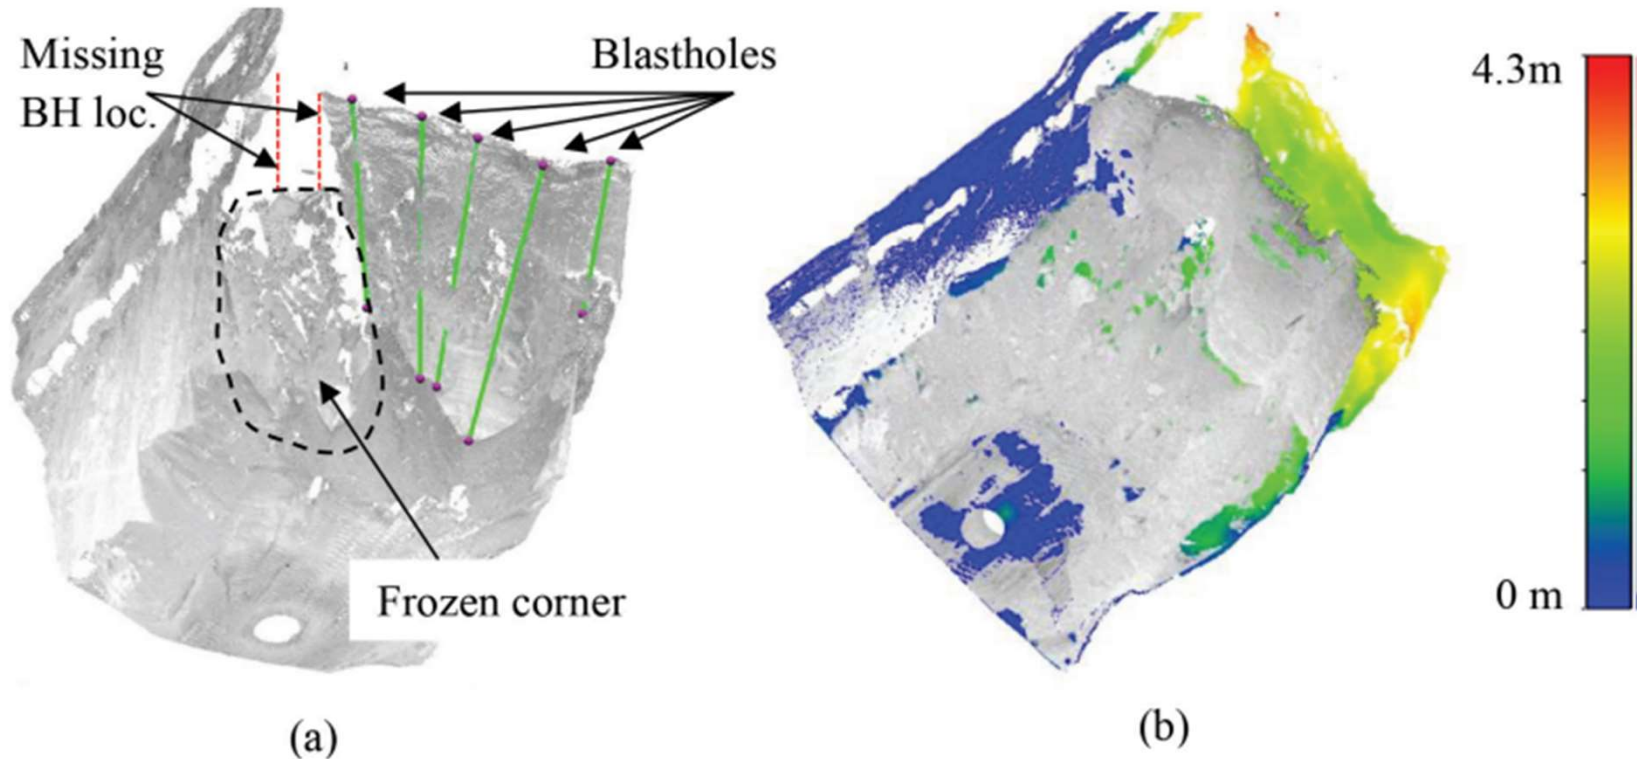 Missing
BH loc.
Blastholes
Frozen corner
(a)
4.3m
0 m
(b)